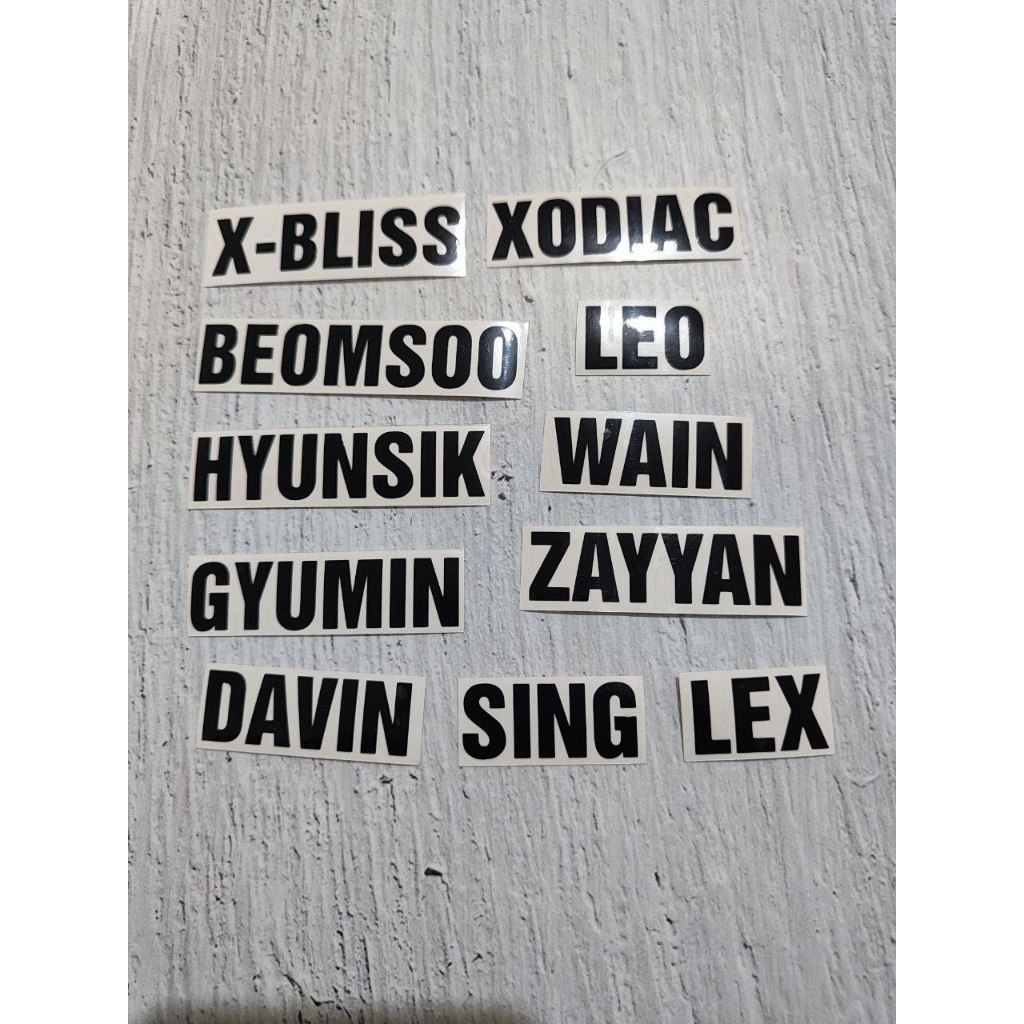 X-BLISS XODIAC
BEOMSOO LEO
HYUNSIK WAIN
GYUMIN ZAYYAN
DAVIN SING LEX